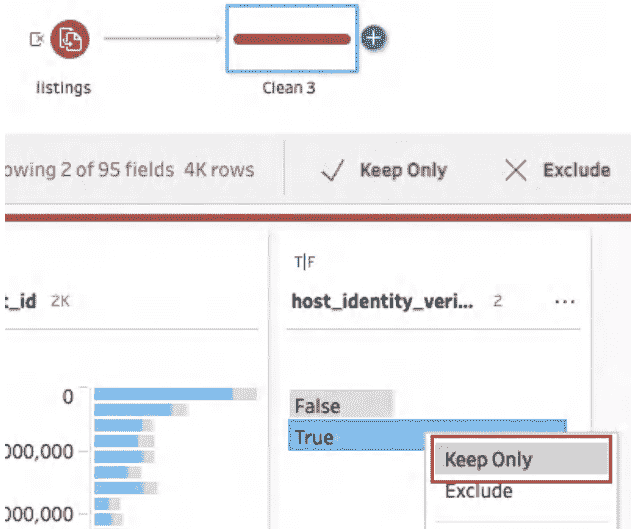 listings
Clean 3
owing 2 of 95 fields 4K rows
Keep Only
Exclude
T|F
t_id 2K
host_identity_veri... 2 ...
0
False
True
000,000
Keep Only
Exclude
000,000